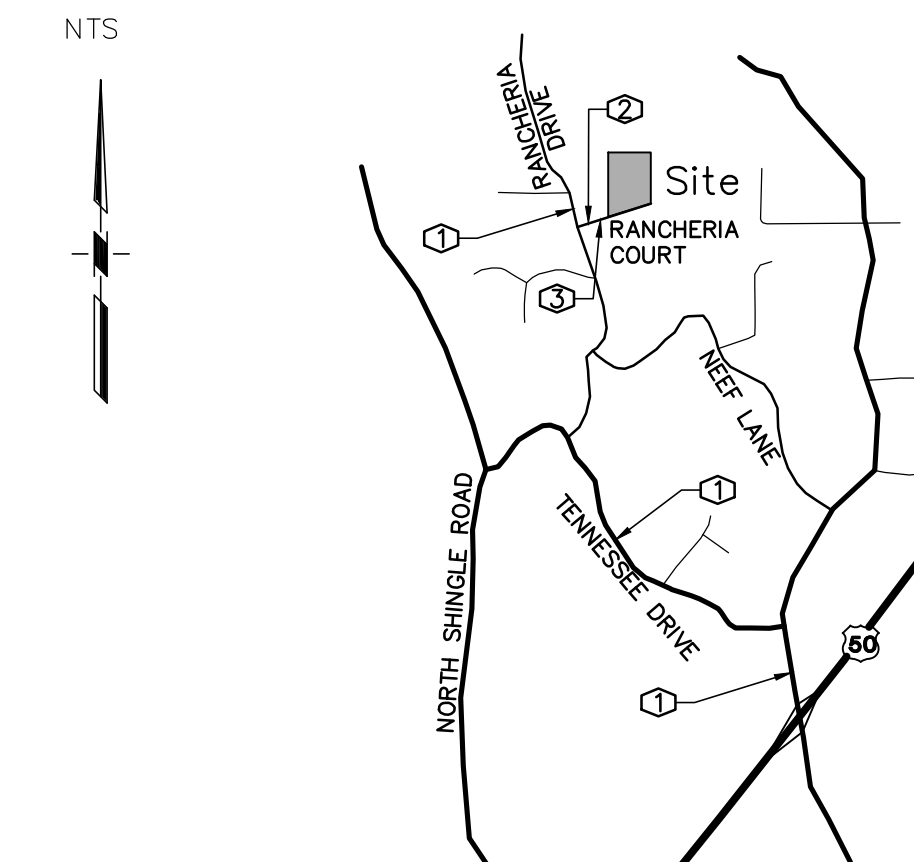 NTS
RANCHERIA
DRIVE
2
Site
1
RANCHERIA
COURT
3
NEEF LANE
1
TENNESSEE DRIVE
NORTH SHINGLE ROAD
50
1